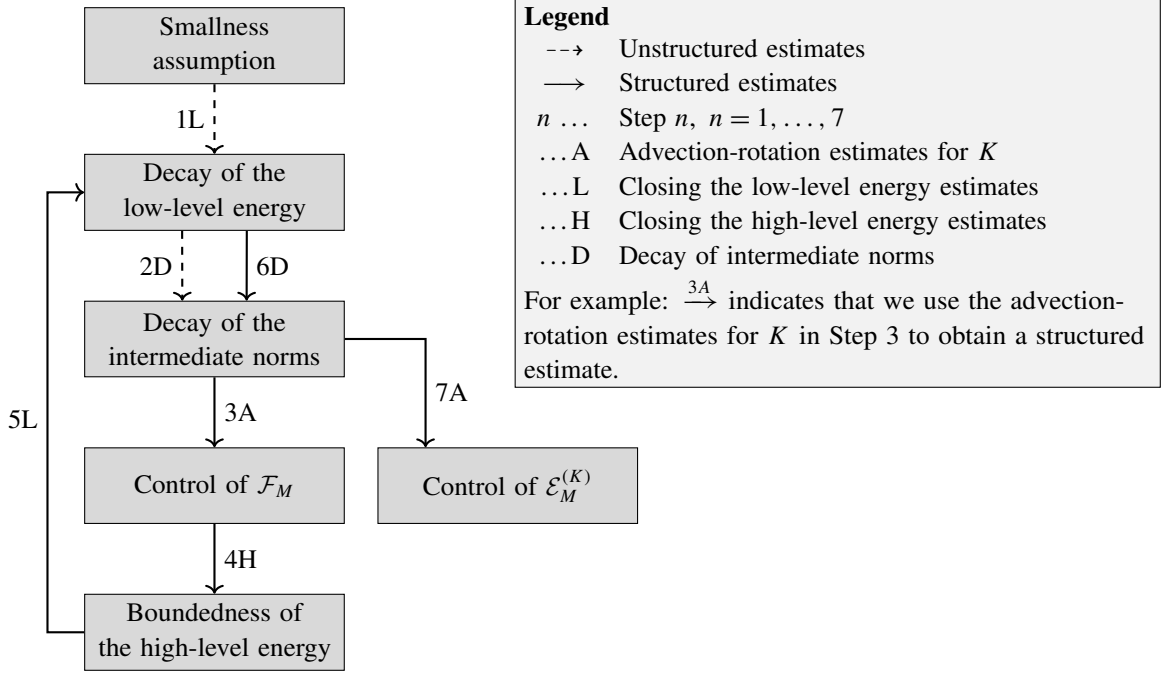 Smallness
assumption
1L
Decay of the
low-level energy
2D
6D
Decay of the
intermediate norms
3A
7A
5L
Control of 𝓕_M
Control of 𝓔_M^(K)
4H
Boundedness of
the high-level energy
Legend
Unstructured estimates
Structured estimates
n … Step n, n = 1, …, 7
…A Advection-rotation estimates for K
…L Closing the low-level energy estimates
…H Closing the high-level energy estimates
…D Decay of intermediate norms
For example: 3A→ indicates that we use the advection-
rotation estimates for K in Step 3 to obtain a structured
estimate.